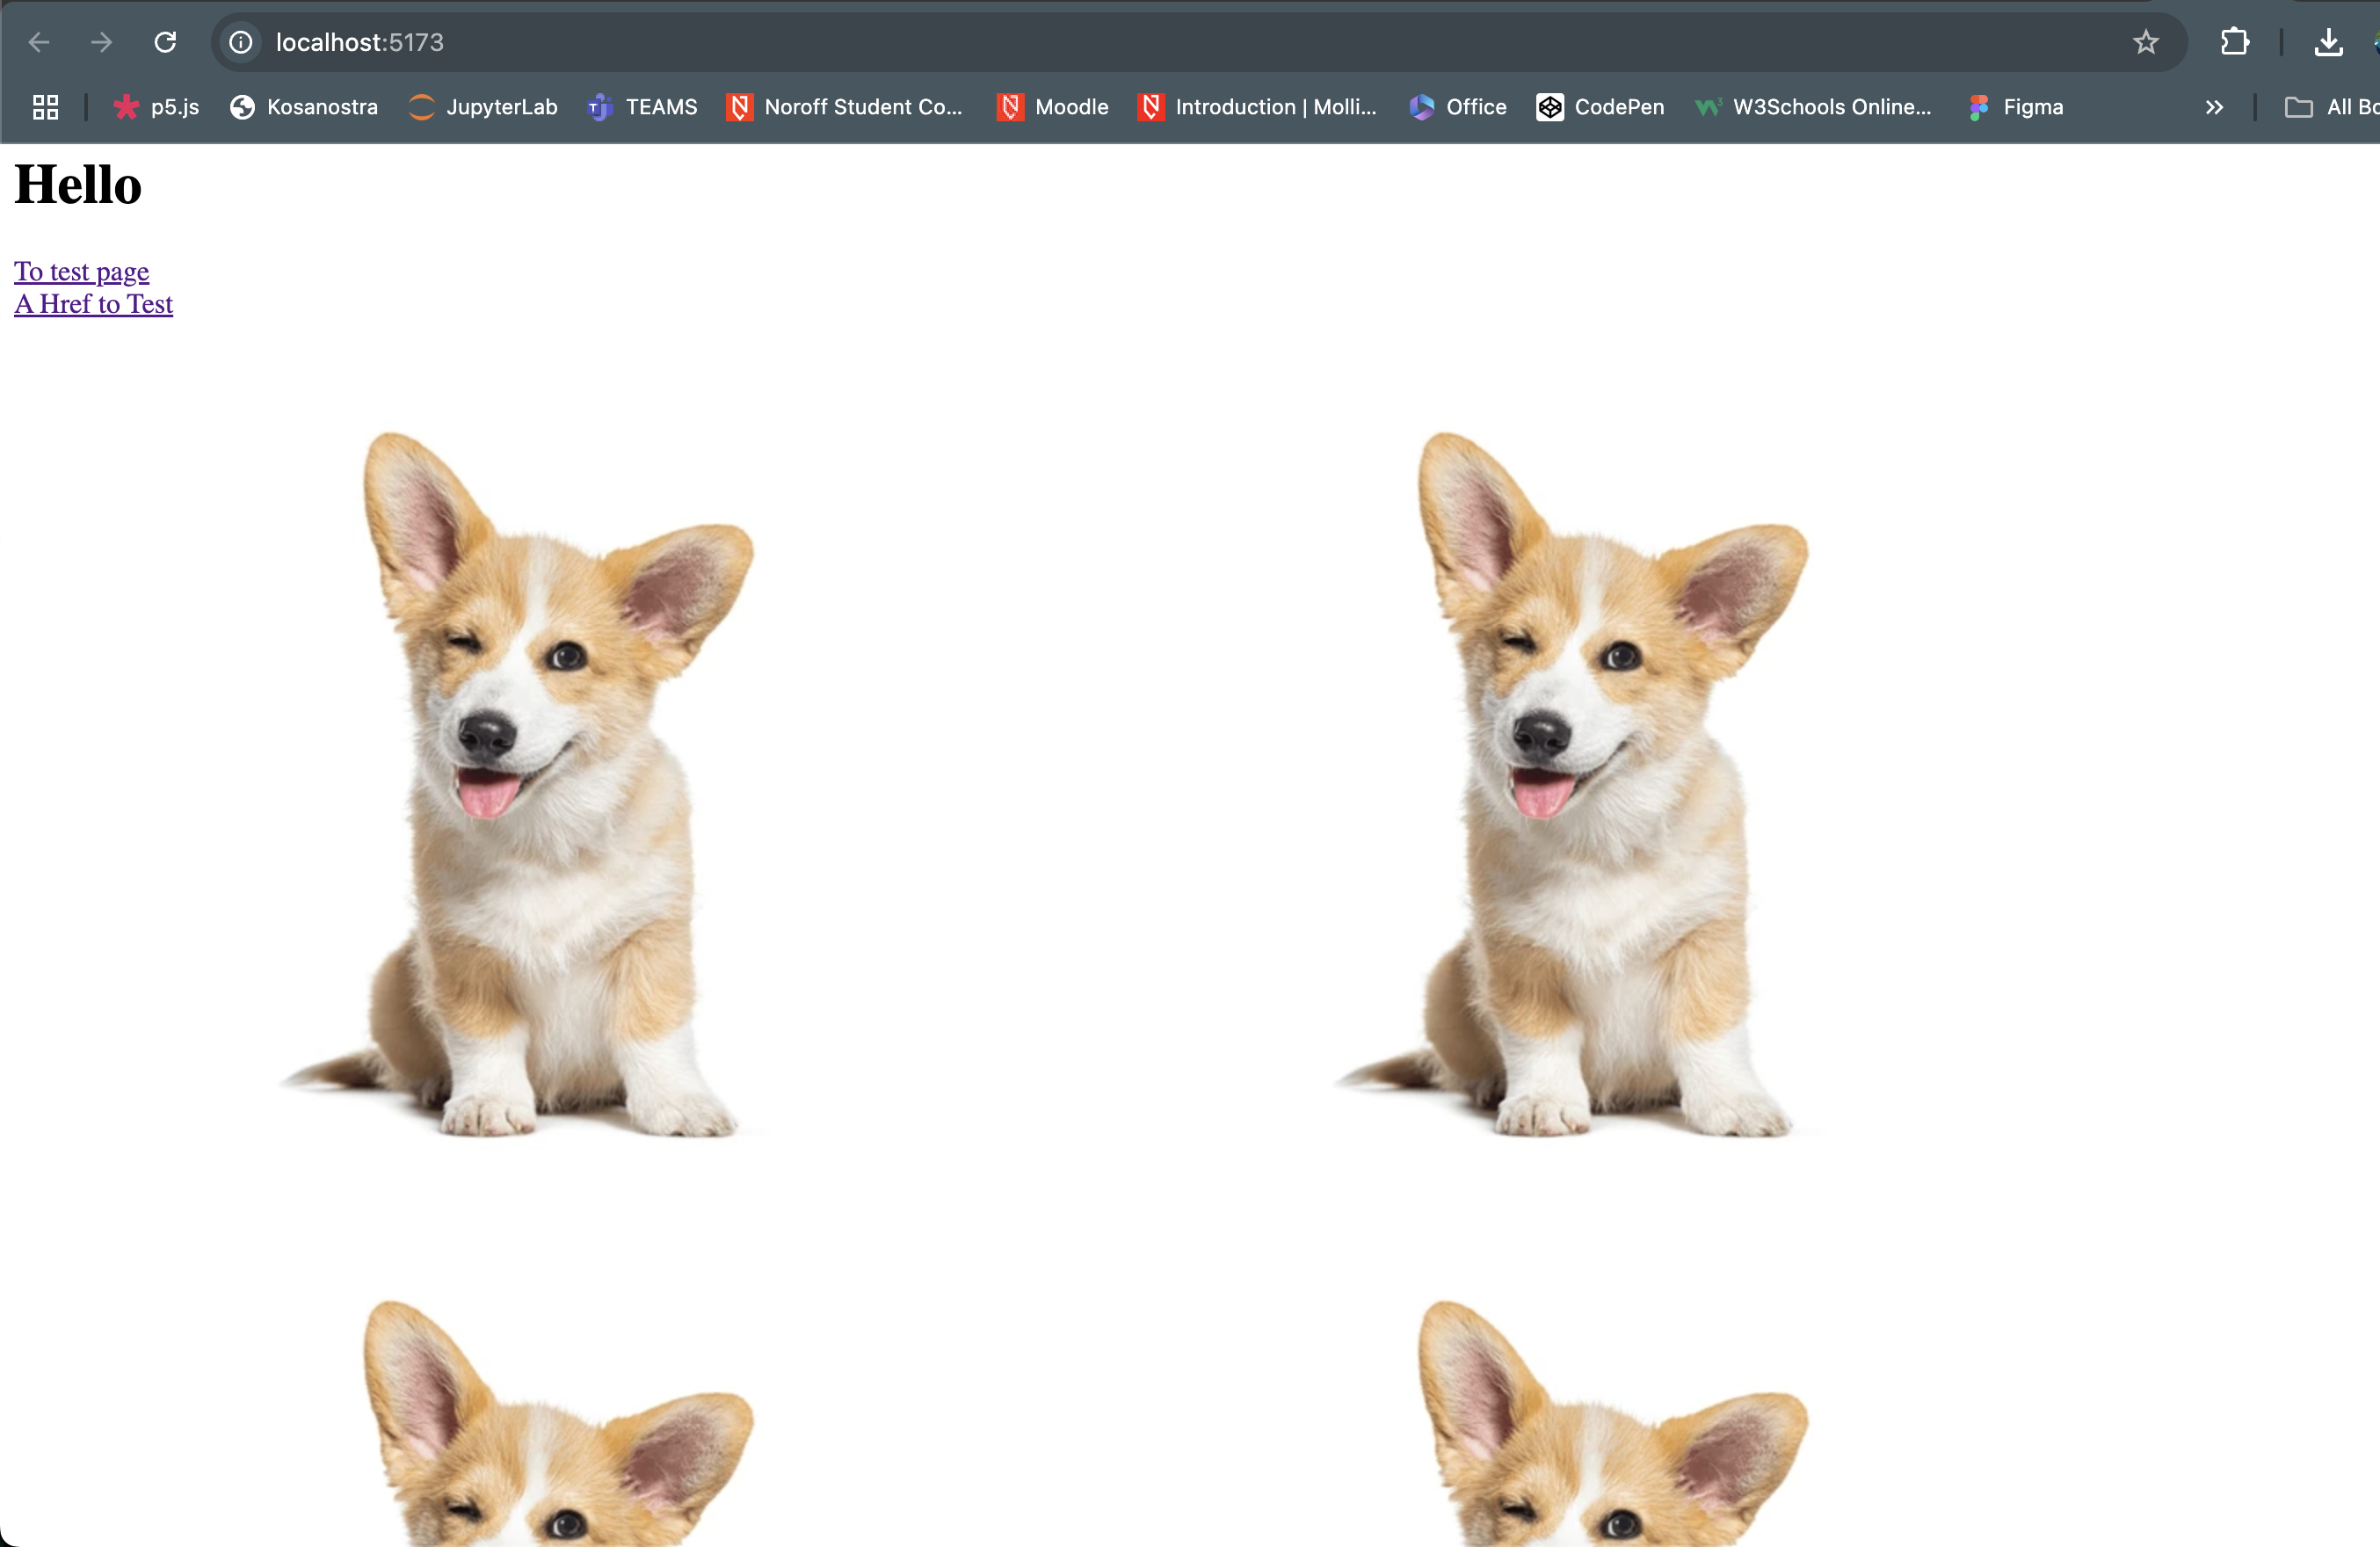 localhost:5173
p5.js Kosanostra JupyterLab TEAMS Noroff Student Co... Moodle Introduction | Molli... Office CodePen W3Schools Online... Figma All Bo
Hello
To test page
A Href to Test